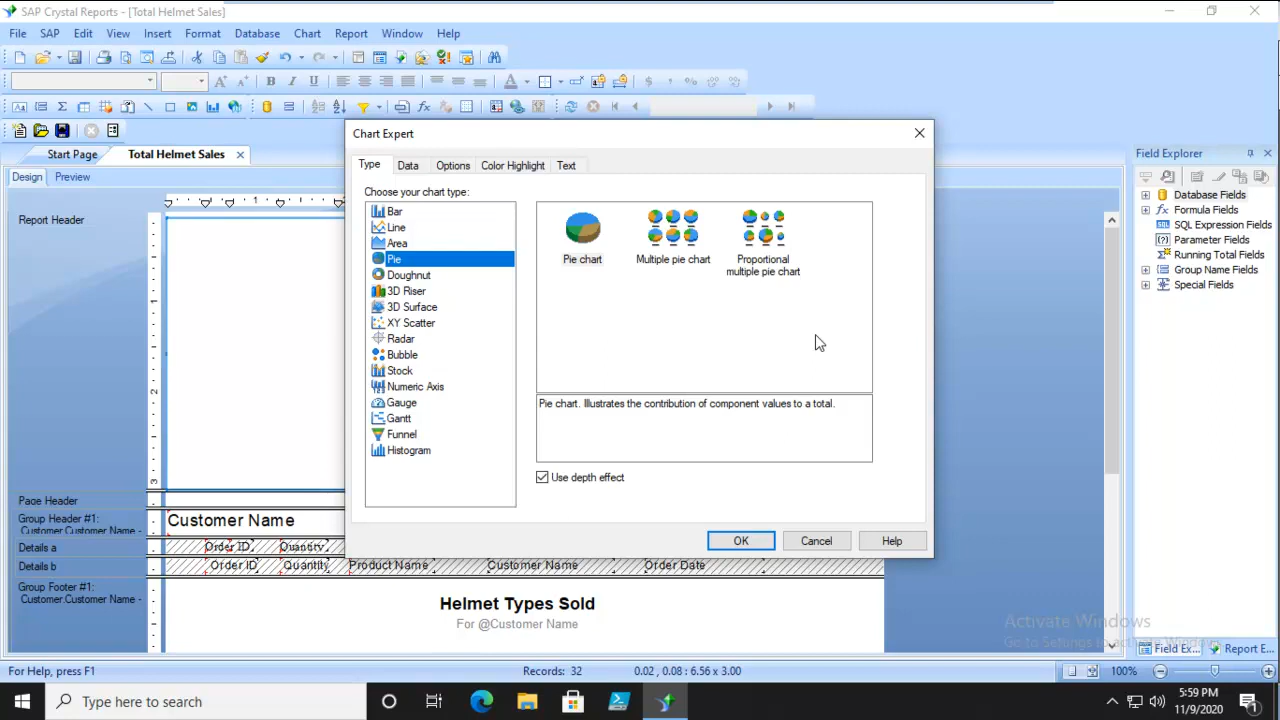 SAP Crystal Reports - [Total Helmet Sales]
File SAP Edit View Insert Format Database Chart Report Window Help
Start Page Total Helmet Sales
Design Preview
Report Header
Page Header
Group Header #1:
Customer.Customer Name -
Customer Name
Details a
Order ID Quantity
Details b
Order ID Quantity Product Name Customer Name Order Date
Group Footer #1:
Customer.Customer Name -
Helmet Types Sold
For @Customer Name
Chart Expert
Type Data Options Color Highlight Text
Choose your chart type:
Bar
Line
Area
Pie
Doughnut
3D Riser
3D Surface
XY Scatter
Radar
Bubble
Stock
Numeric Axis
Gauge
Gantt
Funnel
Histogram
Pie chart
Multiple pie chart
Proportional
multiple pie chart
Pie chart. Illustrates the contribution of component values to a total.
Use depth effect
OK Cancel Help
Field Explorer
Database Fields
Formula Fields
SQL Expression Fields
Parameter Fields
Running Total Fields
Group Name Fields
Special Fields
Activate Windows
Go to Settings to activate Windows.
Field Ex... Report E...
For Help, press F1
Records: 32
0.02 , 0.08 : 6.56 x 3.00
100%
Type here to search
5:59 PM
11/9/2020